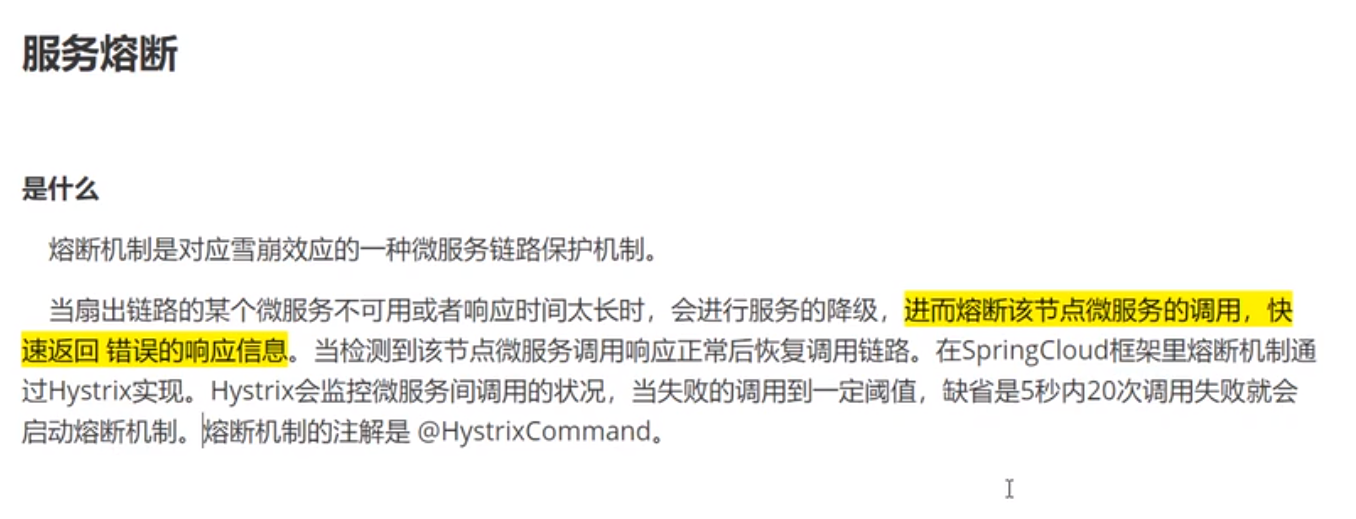 服务熔断
是什么
熔断机制是对应雪崩效应的一种微服务链路保护机制。
当扇出链路的某个微服务不可用或者响应时间太长时，会进行服务的降级，进而熔断该节点微服务的调用，快
速返回 错误的响应信息。当检测到该节点微服务调用响应正常后恢复调用链路。在SpringCloud框架里熔断机制通
过Hystrix实现。Hystrix会监控微服务间调用的状况，当失败的调用到一定阈值，缺省是5秒内20次调用失败就会
启动熔断机制。熔断机制的注解是 @HystrixCommand。